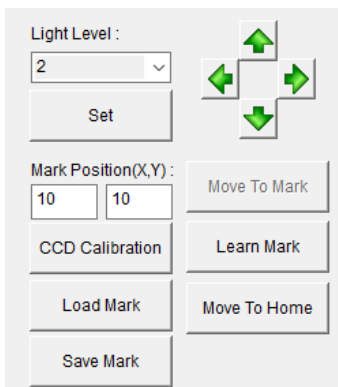 Light Level :
2
Set
Mark Position(X,Y) :
10 10
Move To Mark
CCD Calibration
Learn Mark
Load Mark
Move To Home
Save Mark